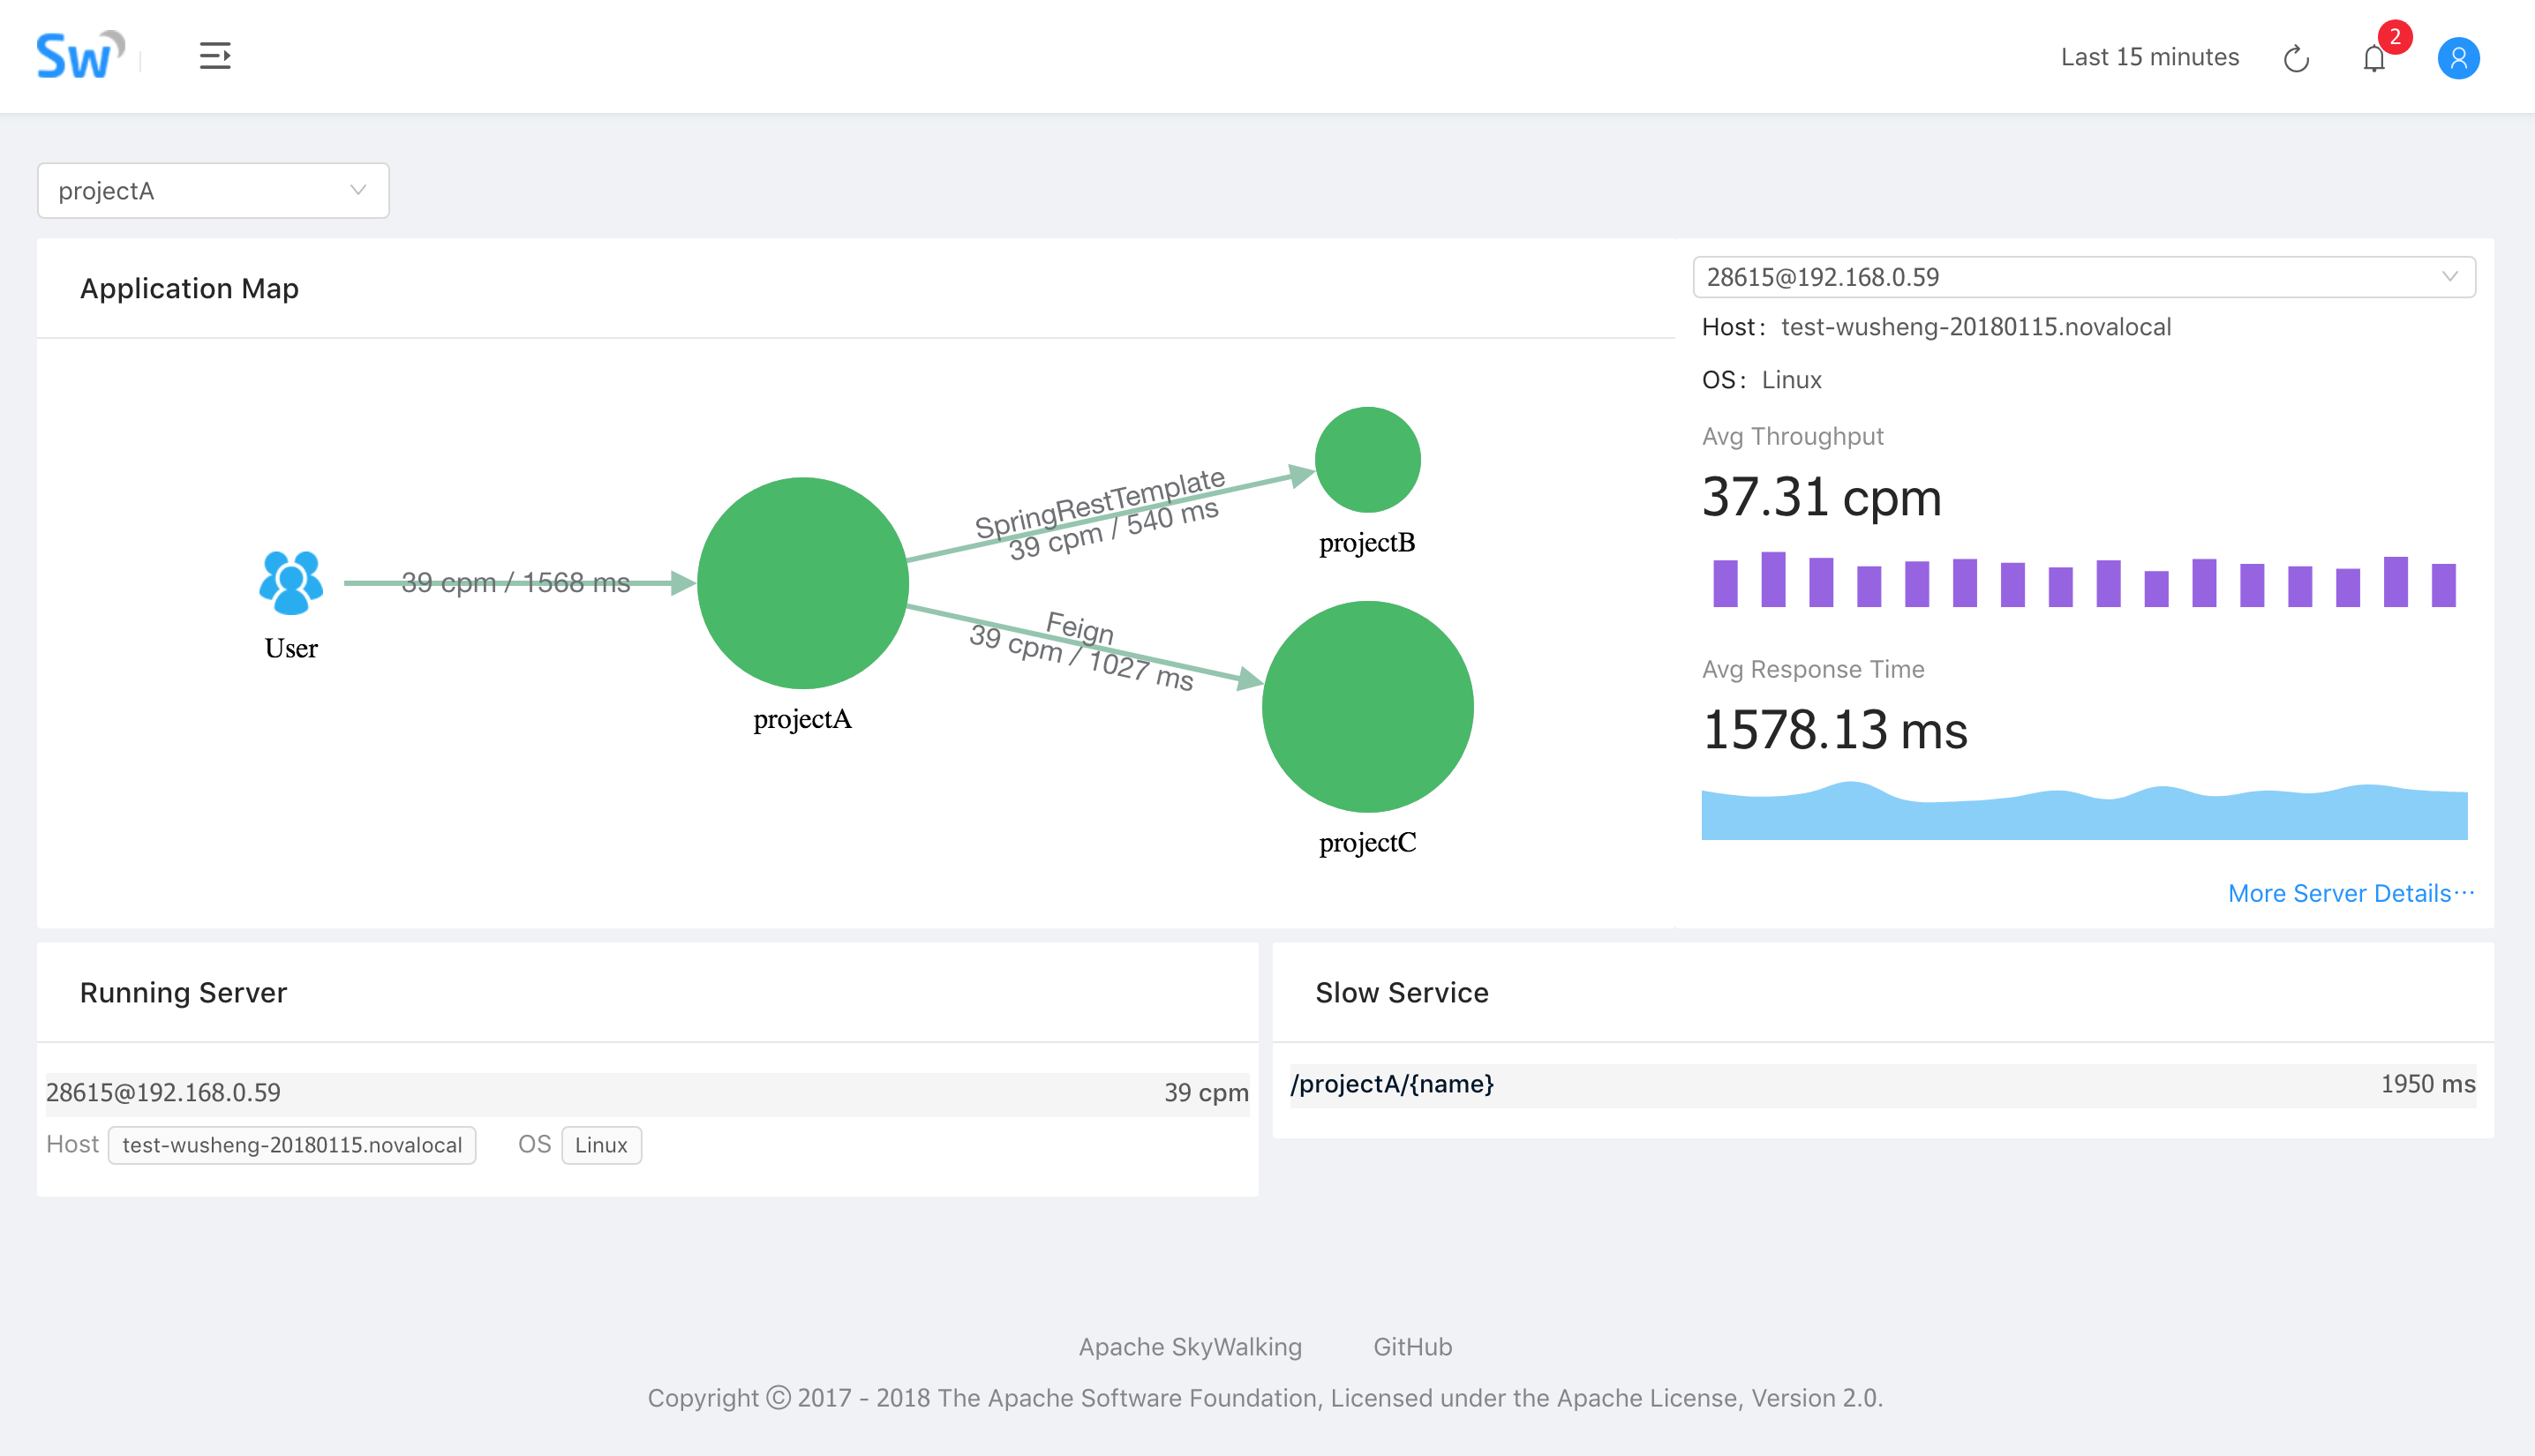 Sw
Last 15 minutes
2
projectA
Application Map
28615@192.168.0.59
Host: test-wusheng-20180115.novalocal
OS: Linux
Avg Throughput
37.31 cpm
Avg Response Time
1578.13 ms
More Server Details···
User
39 cpm / 1568 ms
projectA
SpringRestTemplate
39 cpm / 540 ms
projectB
Feign
39 cpm / 1027 ms
projectC
Running Server
28615@192.168.0.59 39 cpm
Host test-wusheng-20180115.novalocal OS Linux
Slow Service
/projectA/{name} 1950 ms
Apache SkyWalking GitHub
Copyright © 2017 - 2018 The Apache Software Foundation, Licensed under the Apache License, Version 2.0.